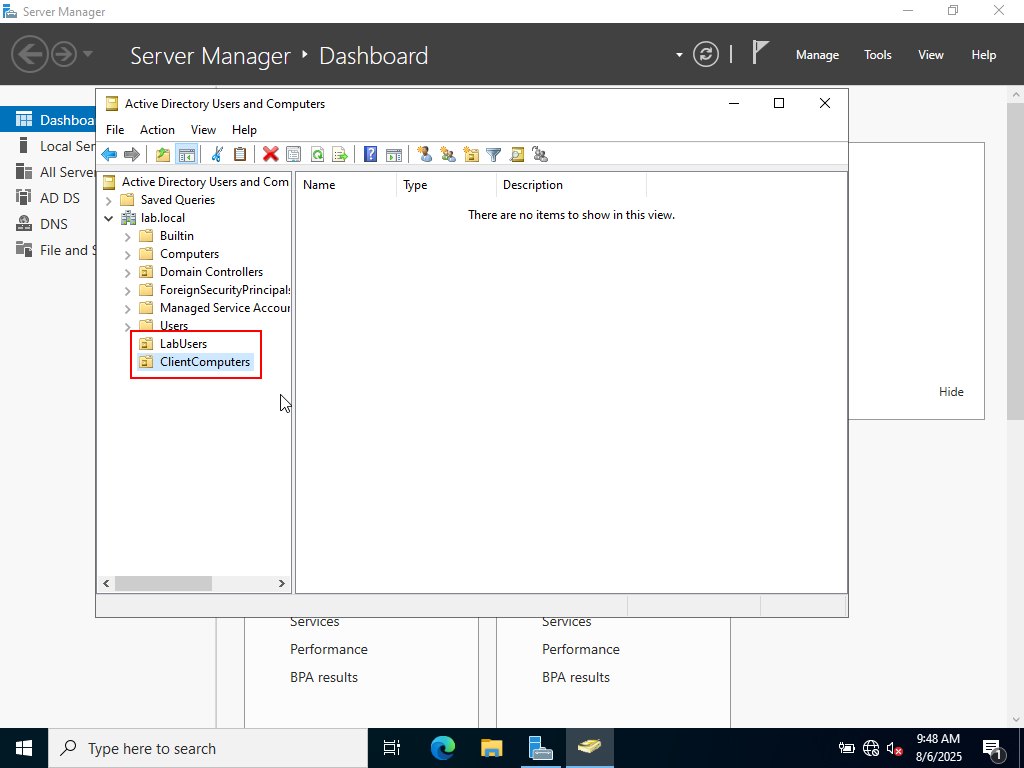 Server Manager
Server Manager • Dashboard
Manage Tools View Help
Active Directory Users and Computers
File Action View Help
Dashboa
Local Ser
All Server
AD DS
DNS
File and S
Active Directory Users and Com
Saved Queries
lab.local
Builtin
Computers
Domain Controllers
ForeignSecurityPrincipals
Managed Service Accour
Users
LabUsers
ClientComputers
Name Type Description
There are no items to show in this view.
Hide
Services
Performance
BPA results
Services
Performance
BPA results
Type here to search
9:48 AM
8/6/2025
1